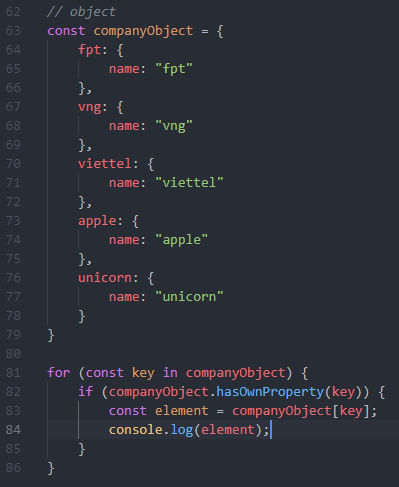 62 // object
63 const companyObject = {
64     fpt: {
65         name: "fpt"
66     },
67     vng: {
68         name: "vng"
69     },
70     viettel: {
71         name: "viettel"
72     },
73     apple: {
74         name: "apple"
75     },
76     unicorn: {
77         name: "unicorn"
78     }
79 }
80
81 for (const key in companyObject) {
82     if (companyObject.hasOwnProperty(key)) {
83         const element = companyObject[key];
84         console.log(element);
85     }
86 }